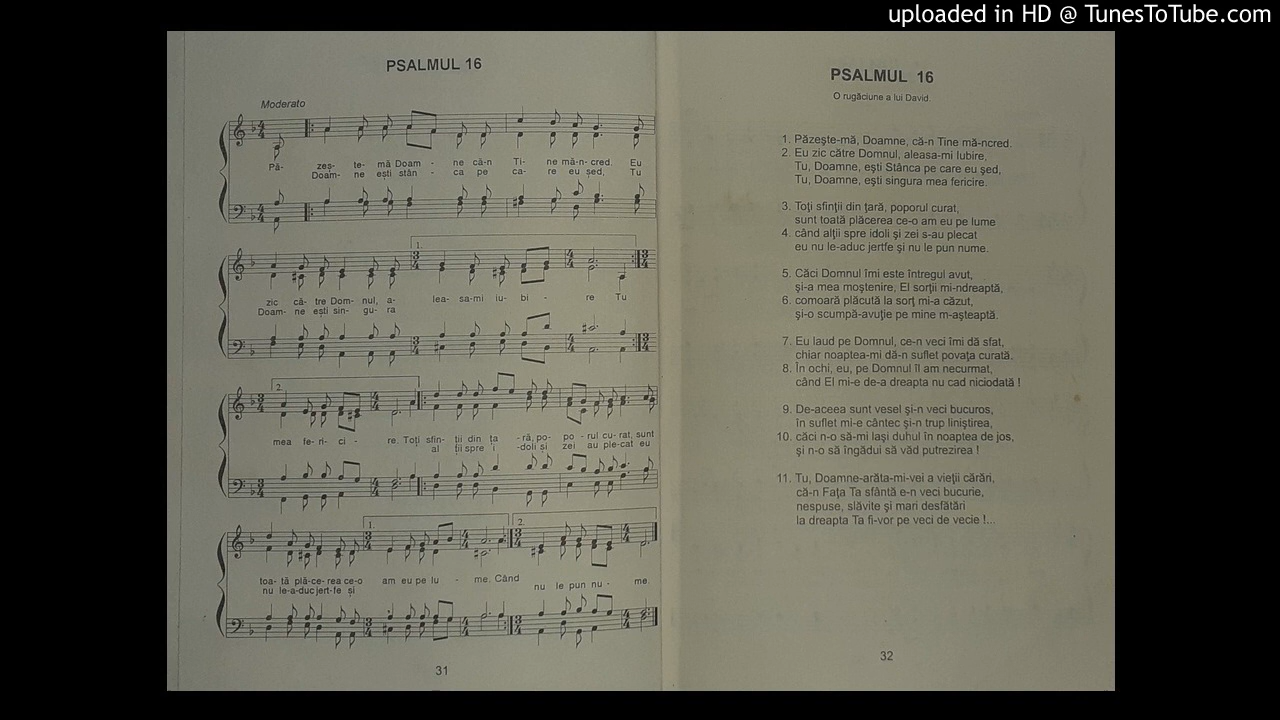 uploaded in HD @ TunesToTube.com
PSALMUL 16
Moderato
Pă- zeş- te- mă Doam - ne că-n Ti- ne mă-n- cred. Eu
Doam- ne eşti stân - ca pe ca- re eu şed, Tu
1.
zic că- tre Dom- nul, a- lea- sa-mi iu- bi - re Tu
Doam- ne eşti sin- gu- ra
2.
mea fe- ri- ci- re. Toţi sfin- ţii din ţa -ră, po- po - rul cu- rat, sunt
al ţii spre i -doli şi zei au ple- cat eu
1. 2.
toa- tă plă-ce- rea ce-o am eu pe lu - me. Când nu le pun nu - me.
nu le-a-duc jert-fe şi
31
PSALMUL 16
O rugăciune a lui David.
1. Păzeşte-mă, Doamne, că-n Tine mă-ncred.
2. Eu zic către Domnul, aleasa-mi Iubire,
Tu, Doamne, eşti Stânca pe care eu şed,
Tu, Doamne, eşti singura mea fericire.
3. Toţi sfinţii din ţară, poporul curat,
sunt toată plăcerea ce-o am eu pe lume
4. când alţii spre idoli şi zei s-au plecat
eu nu le-aduc jertfe şi nu le pun nume.
5. Căci Domnul îmi este întregul avut,
şi-a mea moştenire, El sorţii mi-ndreaptă,
6. comoară plăcută la sorţ mi-a căzut,
şi-o scumpă-avuţie pe mine m-aşteaptă.
7. Eu laud pe Domnul, ce-n veci îmi dă sfat,
chiar noaptea-mi dă-n suflet povaţa curată.
8. În ochi, eu, pe Domnul îl am necurmat,
când El mi-e de-a dreapta nu cad niciodată !
9. De-aceea sunt vesel şi-n veci bucuros,
în suflet mi-e cântec şi-n trup liniştirea,
10. căci n-o să-mi laşi duhul în noaptea de jos,
şi n-o să îngădui să văd putrezirea !
11. Tu, Doamne-arăta-mi-vei a vieţii cărări,
că-n Faţa Ta sfântă e-n veci bucurie,
nespuse, slăvite şi mari desfătări
la dreapta Ta fi-vor pe veci de vecie !...
32